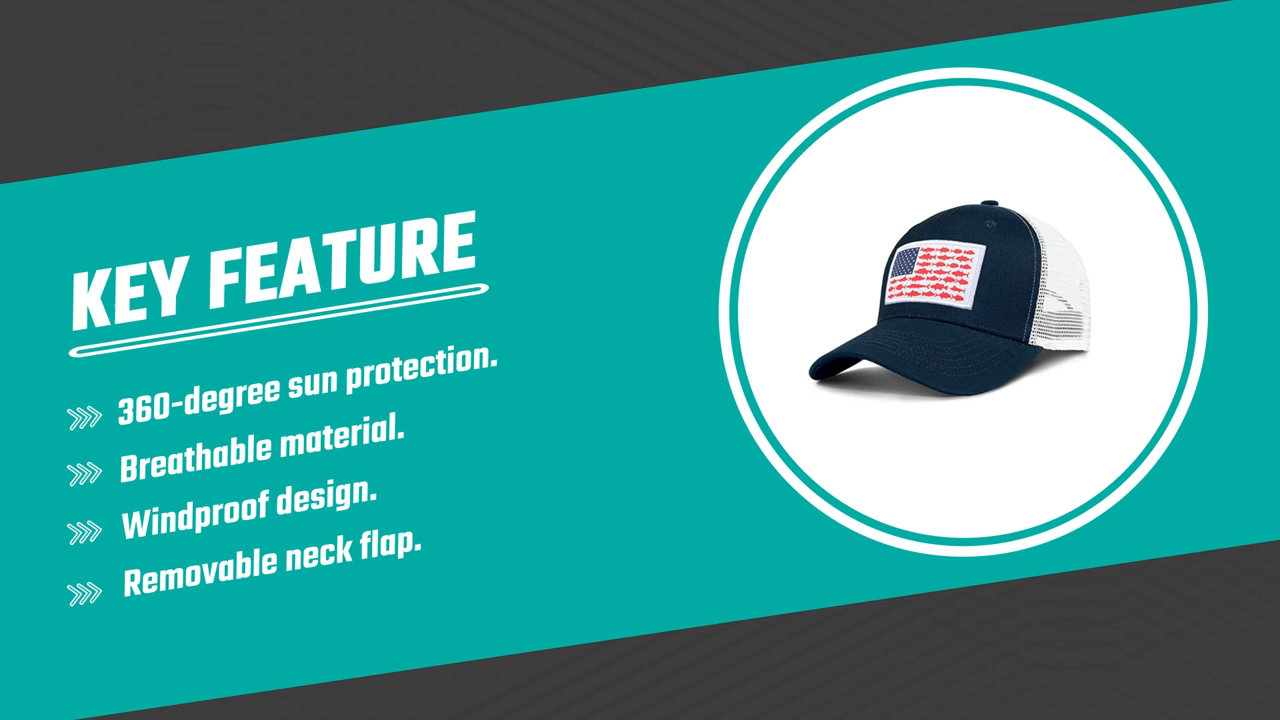 KEY FEATURE
360-degree sun protection.
Breathable material.
Windproof design.
Removable neck flap.